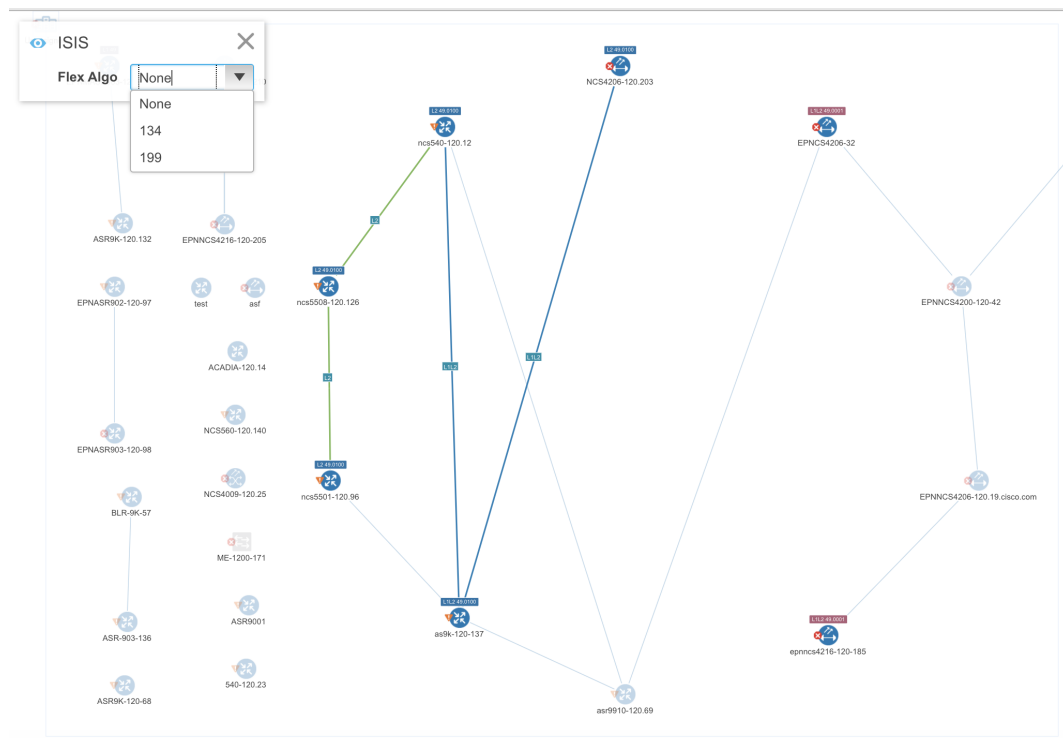 ISIS
Flex Algo
None
None
134
199
L2 49.0100
NCS4206-120.203
L2 49.0100
ncs540-120.12
L1L2 49.0001
EPNNCS4206-32
L2
ASR9K-120.132
EPNNCS4216-120-205
L2 49.0100
ncs5508-120.126
EPNASR902-120-97
test
asf
EPNNCS4200-120-42
L1L2
L1L2
ACADIA-120.14
L2
NCS560-120.140
EPNASR903-120-98
L2 49.0100
ncs5501-120.96
NCS4009-120.25
EPNNCS4206-120.19.cisco.com
BLR-9K-57
ME-1200-171
L1L2 49.0100
as9k-120-137
ASR9001
ASR-903-136
L1L2 49.0001
epnncs4216-120-185
540-120.23
ASR9K-120-68
asr9910-120.69